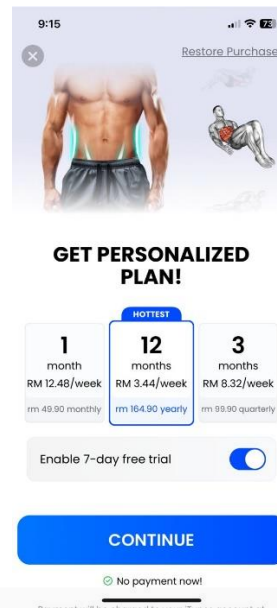 9:15
Restore Purchase
GET PERSONALIZED
PLAN!
HOTTEST
1
month
RM 12.48/week
rm 49.90 monthly
12
months
RM 3.44/week
rm 164.90 yearly
3
months
RM 8.32/week
rm 99.90 quarterly
Enable 7-day free trial
CONTINUE
No payment now!